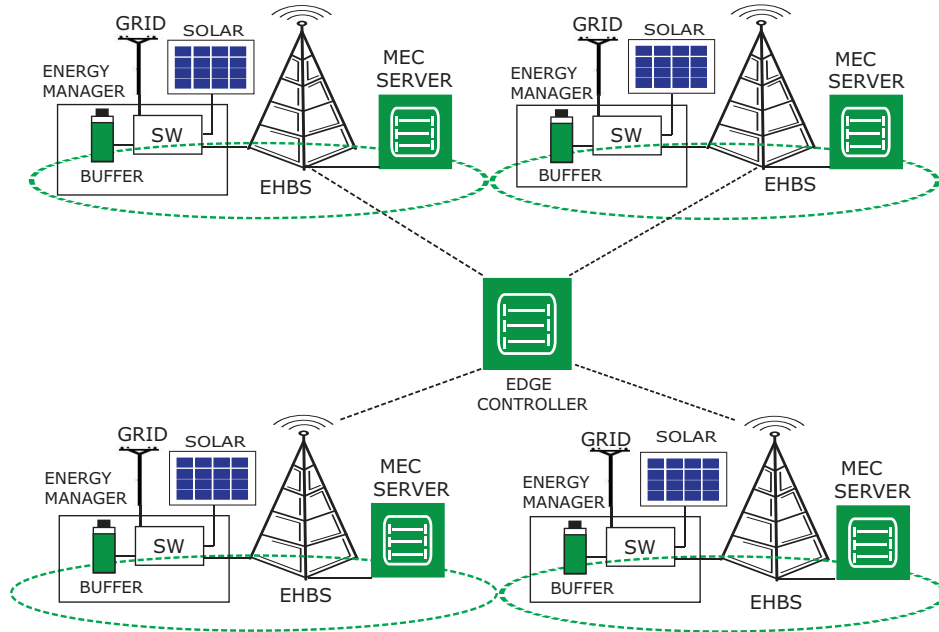 GRID
SOLAR
ENERGY
MANAGER
SW
BUFFER
EHBS
MEC
SERVER
GRID
SOLAR
ENERGY
MANAGER
SW
BUFFER
EHBS
MEC
SERVER
EDGE
CONTROLLER
GRID
SOLAR
ENERGY
MANAGER
SW
BUFFER
EHBS
MEC
SERVER
GRID
SOLAR
ENERGY
MANAGER
SW
BUFFER
EHBS
MEC
SERVER